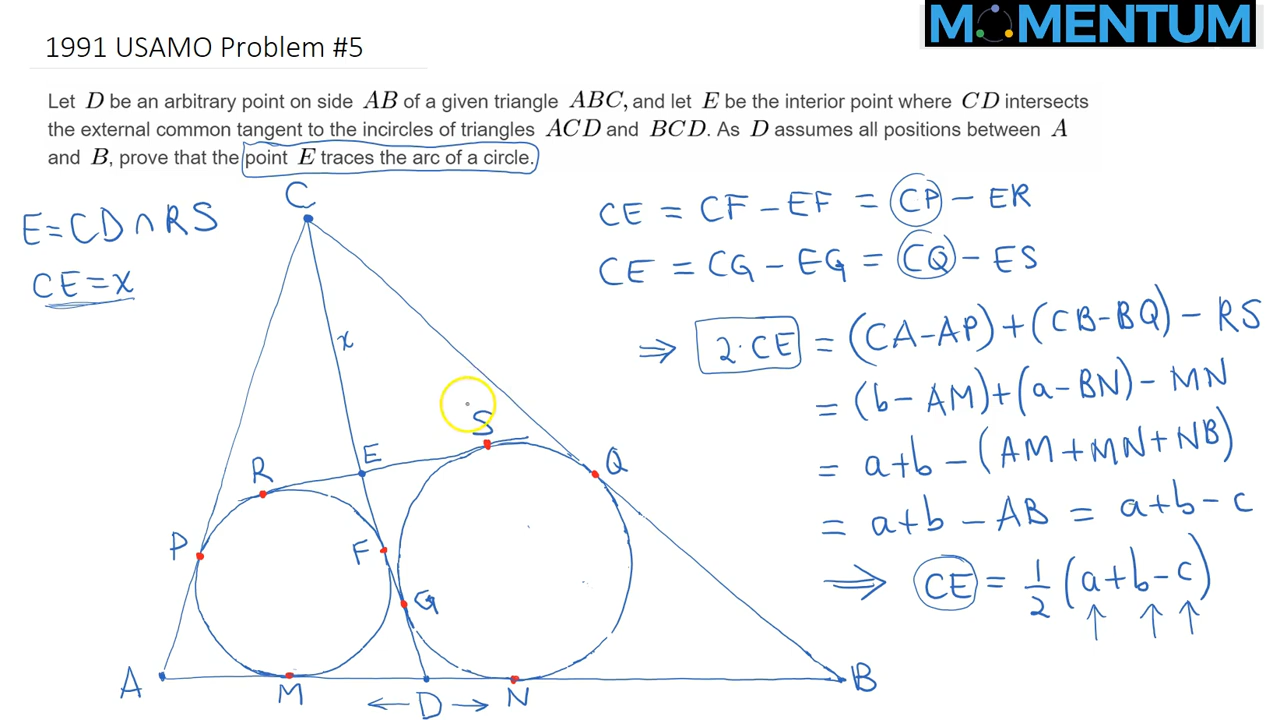 MOMENTUM
1991 USAMO Problem #5
Let D be an arbitrary point on side AB of a given triangle ABC, and let E be the interior point where CD intersects
the external common tangent to the incircles of triangles ACD and BCD. As D assumes all positions between A
and B, prove that the point E traces the arc of a circle.
E=CD∩RS
CE=x
C
x
E
S
R
Q
P
F
G
A
M
← D →
N
B
CE = CF - EF = CP - ER
CE = CG - EG = CQ - ES
⇒ 2·CE = (CA-AP)+(CB-BQ) - RS
= (b-AM)+(a-BN) - MN
= a+b - (AM+MN+NB)
= a+b - AB = a+b-c
⇒ CE = 1/2 (a+b-c)
↑ ↑ ↑